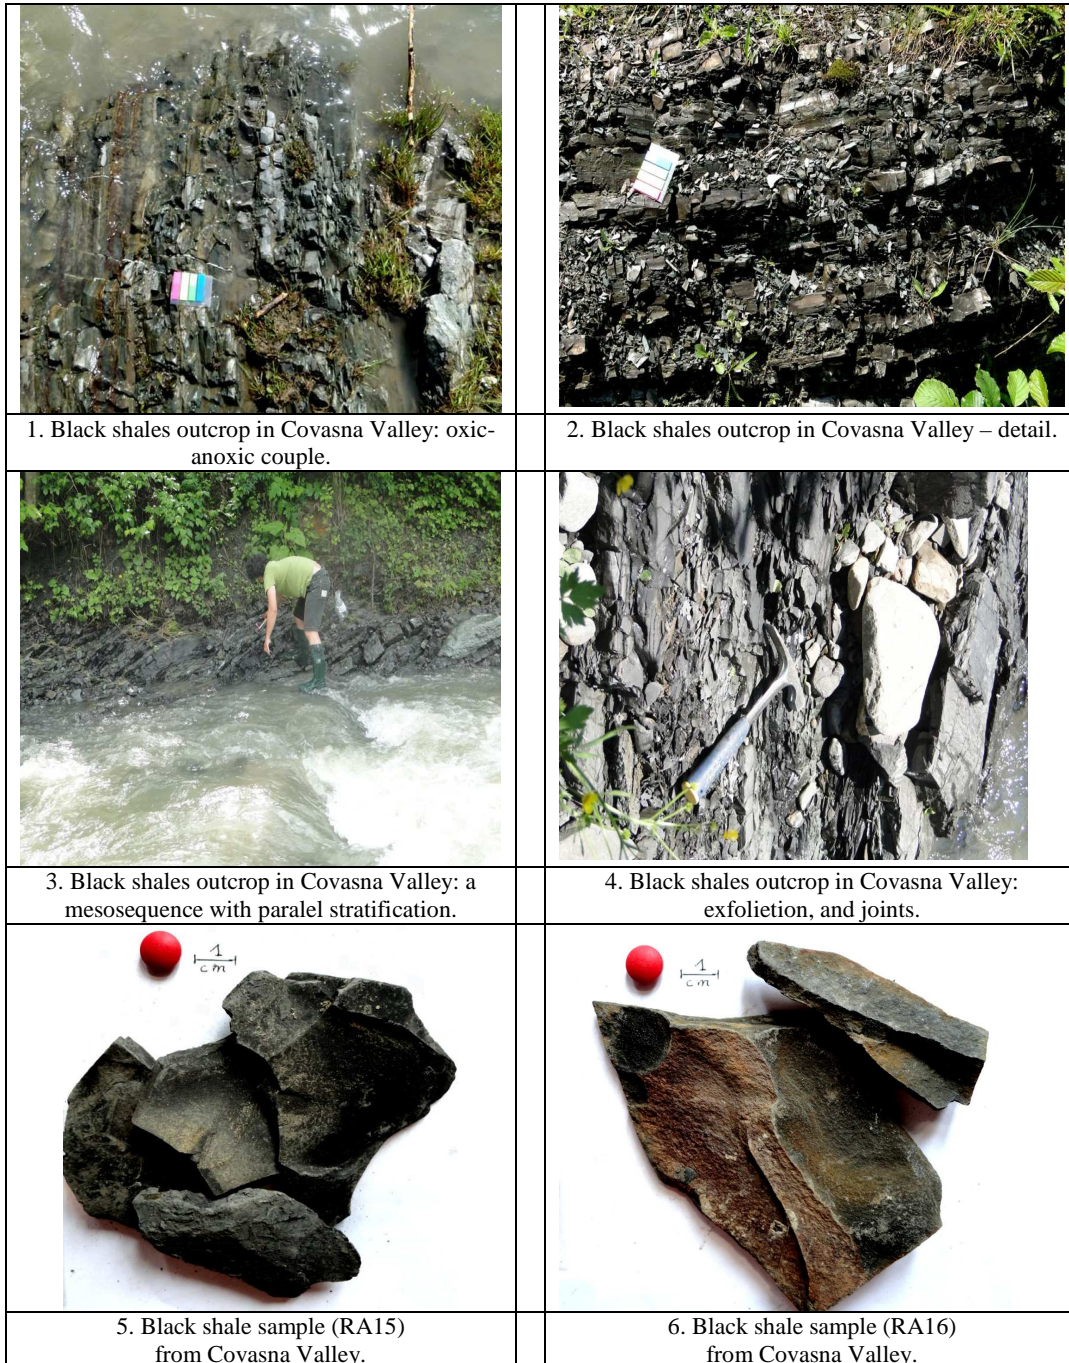 1. Black shales outcrop in Covasna Valley: oxic-
anoxic couple.
2. Black shales outcrop in Covasna Valley – detail.
3. Black shales outcrop in Covasna Valley: a
mesosequence with paralel stratification.
4. Black shales outcrop in Covasna Valley:
exfolietion, and joints.
1
cm
1
cm
5. Black shale sample (RA15)
from Covasna Valley.
6. Black shale sample (RA16)
from Covasna Valley.